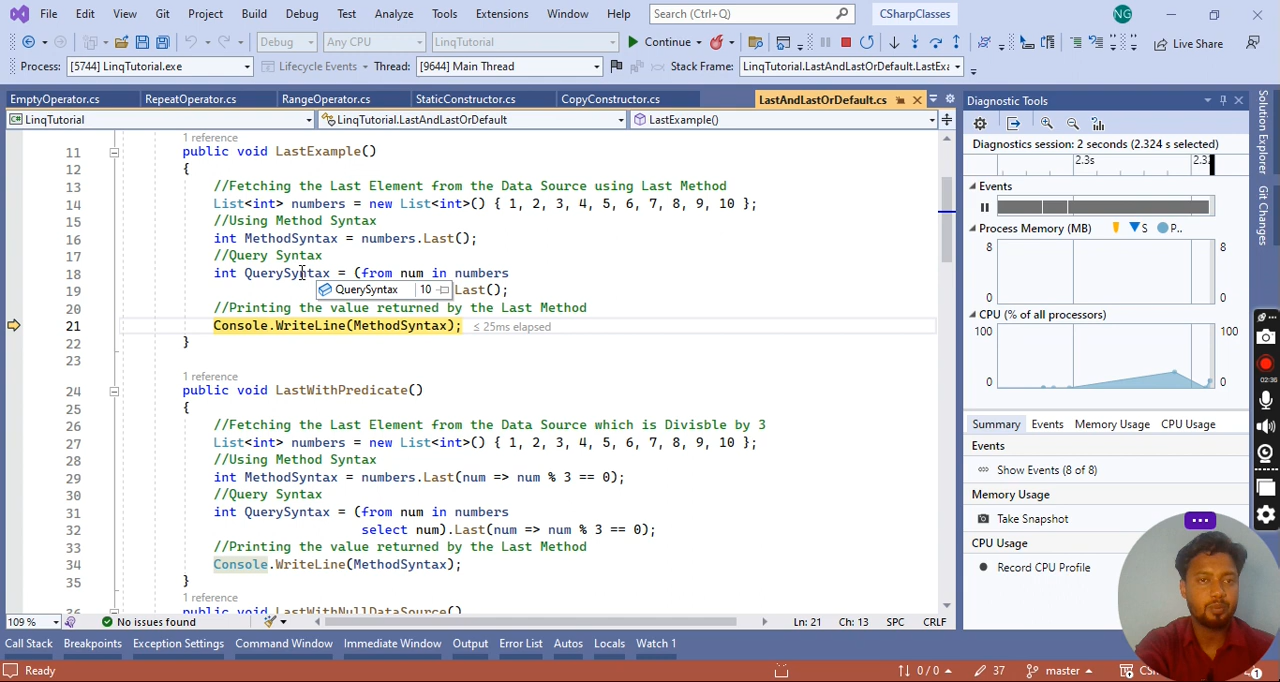 File Edit View Git Project Build Debug Test Analyze Tools Extensions Window Help Search (Ctrl+Q) CSharpClasses NG
Debug Any CPU LinqTutorial Continue Live Share
Process: [5744] LinqTutorial.exe Lifecycle Events Thread: [9644] Main Thread Stack Frame: LinqTutorial.LastAndLastOrDefault.LastExa
EmptyOperator.cs RepeatOperator.cs RangeOperator.cs StaticConstructor.cs CopyConstructor.cs LastAndLastOrDefault.cs
LinqTutorial LinqTutorial.LastAndLastOrDefault LastExample()
1 reference
11 public void LastExample()
12 {
13 //Fetching the Last Element from the Data Source using Last Method
14 List<int> numbers = new List<int>() { 1, 2, 3, 4, 5, 6, 7, 8, 9, 10 };
15 //Using Method Syntax
16 int MethodSyntax = numbers.Last();
17 //Query Syntax
18 int QuerySyntax = (from num in numbers
QuerySyntax 10
19 Last();
20 //Printing the value returned by the Last Method
21 Console.WriteLine(MethodSyntax); ≤ 25ms elapsed
22 }
23
1 reference
24 public void LastWithPredicate()
25 {
26 //Fetching the Last Element from the Data Source which is Divisble by 3
27 List<int> numbers = new List<int>() { 1, 2, 3, 4, 5, 6, 7, 8, 9, 10 };
28 //Using Method Syntax
29 int MethodSyntax = numbers.Last(num => num % 3 == 0);
30 //Query Syntax
31 int QuerySyntax = (from num in numbers
32 select num).Last(num => num % 3 == 0);
33 //Printing the value returned by the Last Method
34 Console.WriteLine(MethodSyntax);
35 }
1 reference
36 public void LastWithNullDataSource()
109 % No issues found Ln: 21 Ch: 13 SPC CRLF
Call Stack Breakpoints Exception Settings Command Window Immediate Window Output Error List Autos Locals Watch 1
Ready 0 / 0 37 master
Diagnostic Tools
Diagnostics session: 2 seconds (2.324 s selected)
2.3s
Events
Process Memory (MB) S P..
8 8
0 0
CPU (% of all processors)
100 100
0 0
Summary Events Memory Usage CPU Usage
Events
Show Events (8 of 8)
Memory Usage
Take Snapshot
CPU Usage
Record CPU Profile
Solution Explorer
Git Changes